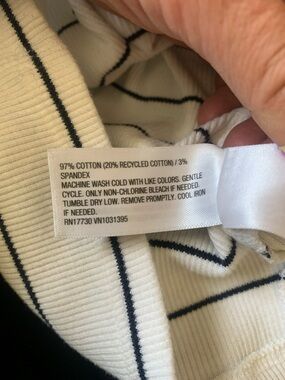 97% COTTON (20% RECYCLED COTTON) / 3%
SPANDEX
MACHINE WASH COLD WITH LIKE COLORS. GENTLE
CYCLE. ONLY NON-CHLORINE BLEACH IF NEEDED.
TUMBLE DRY LOW. REMOVE PROMPTLY. COOL IRON
IF NEEDED.
RN17730 VN1031395